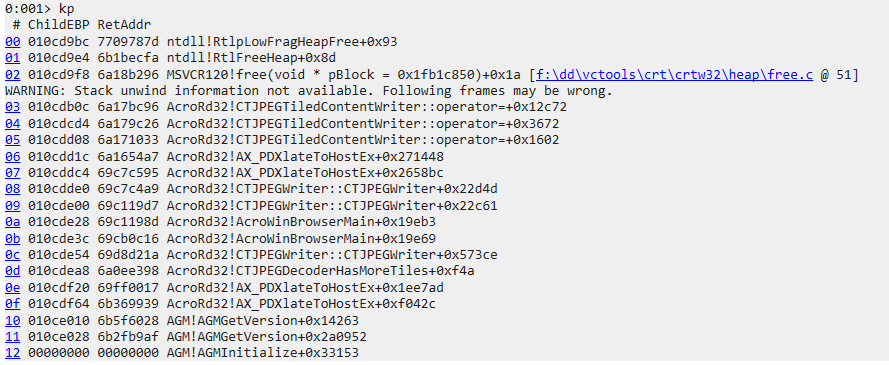 0:001> kp
 # ChildEBP RetAddr
00 010cd9bc 7709787d ntdll!RtlpLowFragHeapFree+0x93
01 010cd9e4 6b1becfa ntdll!RtlFreeHeap+0x8d
02 010cd9f8 6a18b296 MSVCR120!free(void * pBlock = 0x1fb1c850)+0x1a [f:\dd\vctools\crt\crtw32\heap\free.c @ 51]
WARNING: Stack unwind information not available. Following frames may be wrong.
03 010cdb0c 6a17bc96 AcroRd32!CTJPEGTiledContentWriter::operator=+0x12c72
04 010cdcd4 6a179c26 AcroRd32!CTJPEGTiledContentWriter::operator=+0x3672
05 010cdd08 6a171033 AcroRd32!CTJPEGTiledContentWriter::operator=+0x1602
06 010cdd1c 6a1654a7 AcroRd32!AX_PDXlateToHostEx+0x271448
07 010cddc4 69c7c595 AcroRd32!AX_PDXlateToHostEx+0x2658bc
08 010cdde0 69c7c4a9 AcroRd32!CTJPEGWriter::CTJPEGWriter+0x22d4d
09 010cde00 69c119d7 AcroRd32!CTJPEGWriter::CTJPEGWriter+0x22c61
0a 010cde28 69c1198d AcroRd32!AcroWinBrowserMain+0x19eb3
0b 010cde3c 69cb0c16 AcroRd32!AcroWinBrowserMain+0x19e69
0c 010cde54 69d8d21a AcroRd32!CTJPEGWriter::CTJPEGWriter+0x573ce
0d 010cdea8 6a0ee398 AcroRd32!CTJPEGDecoderHasMoreTiles+0xf4a
0e 010cdf20 69ff0017 AcroRd32!AX_PDXlateToHostEx+0x1ee7ad
0f 010cdf64 6b369939 AcroRd32!AX_PDXlateToHostEx+0xf042c
10 010ce010 6b5f6028 AGM!AGMGetVersion+0x14263
11 010ce028 6b2fb9af AGM!AGMGetVersion+0x2a0952
12 00000000 00000000 AGM!AGMInitialize+0x33153